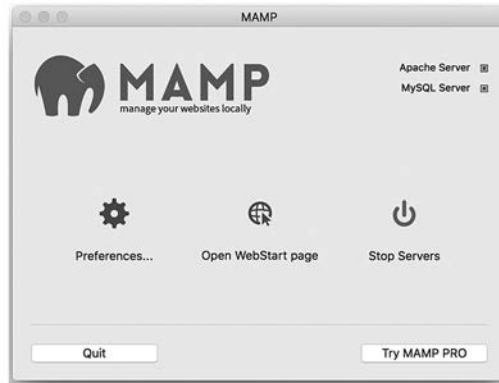 MAMP
MAMP
manage your websites locally
Apache Server
MySQL Server
Preferences...
Open WebStart page
Stop Servers
Quit
Try MAMP PRO